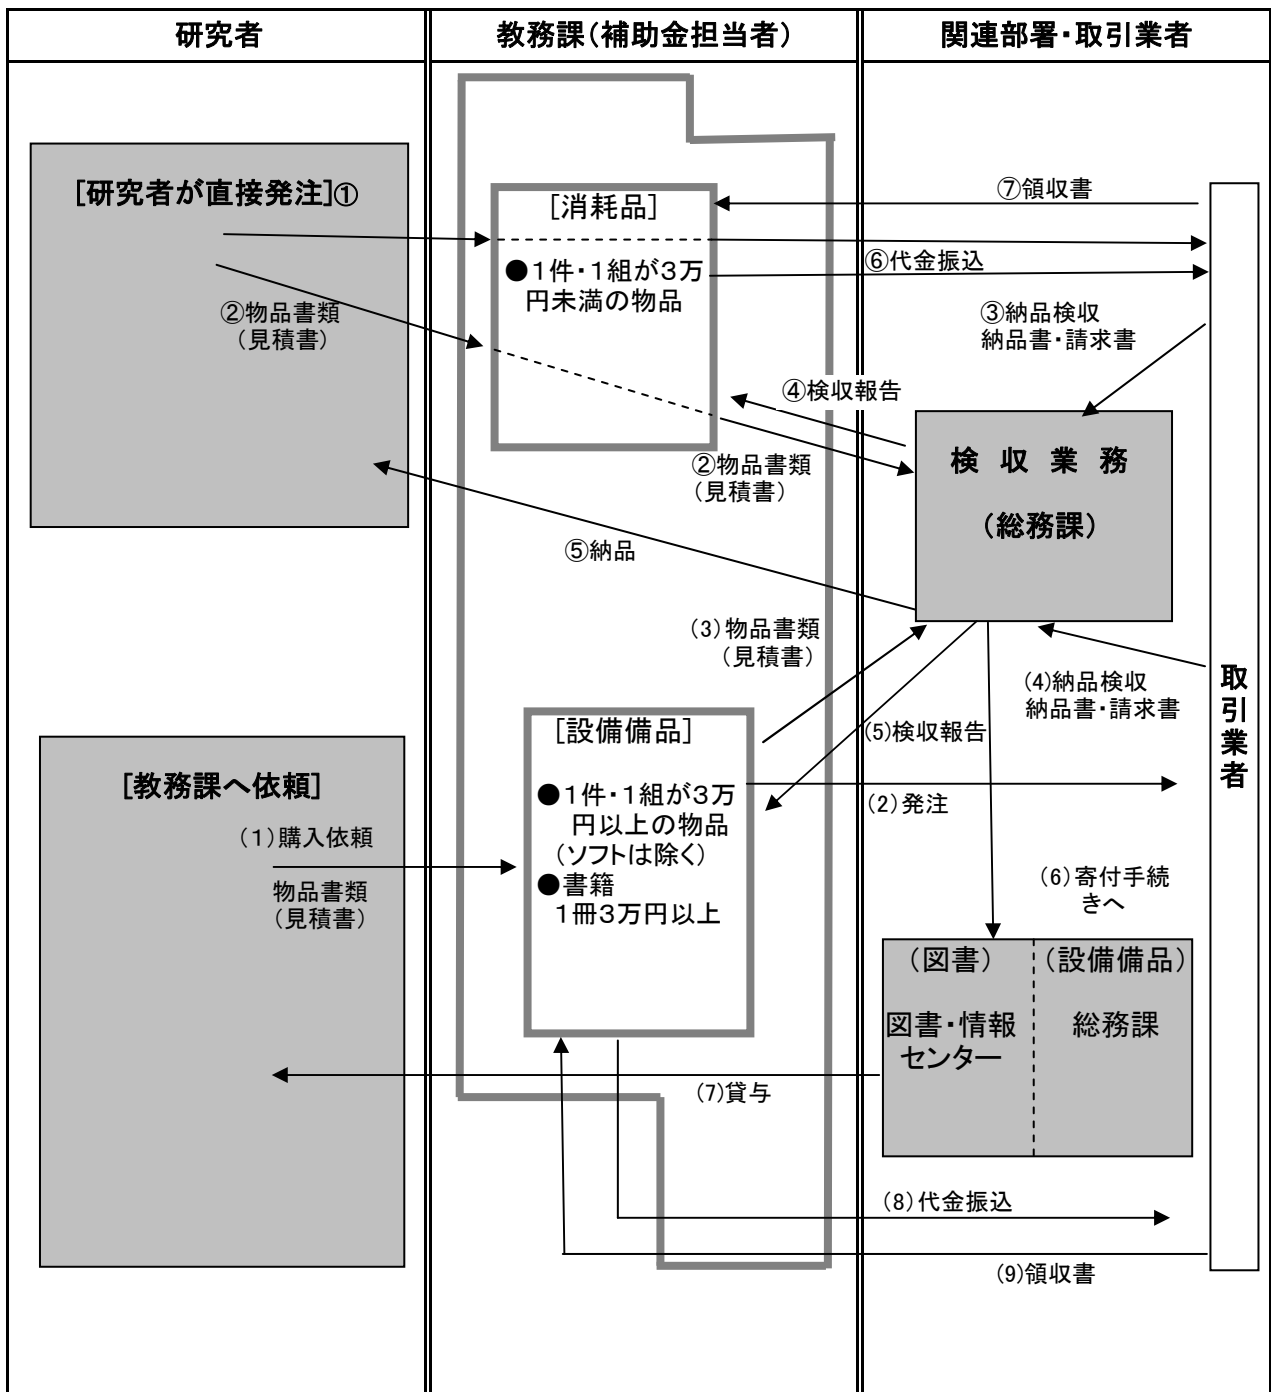 研究者
教務課(補助金担当者)
関連部署・取引業者
[研究者が直接発注]①
②物品書類
(見積書)
[消耗品]
●1件・1組が3万
円未満の物品
⑦領収書
⑥代金振込
③納品検収
納品書・請求書
④検収報告
②物品書類
(見積書)
検収業務
(総務課)
⑤納品
(3)物品書類
(見積書)
(4)納品検収
納品書・請求書
取引業者
(5)検収報告
[教務課へ依頼]
(1)購入依頼
物品書類
(見積書)
[設備備品]
●1件・1組が3万
円以上の物品
(ソフトは除く)
●書籍
1冊3万円以上
(2)発注
(6)寄付手続
きへ
(図書)
図書・情報
センター
(設備備品)
総務課
(7)貸与
(8)代金振込
(9)領収書